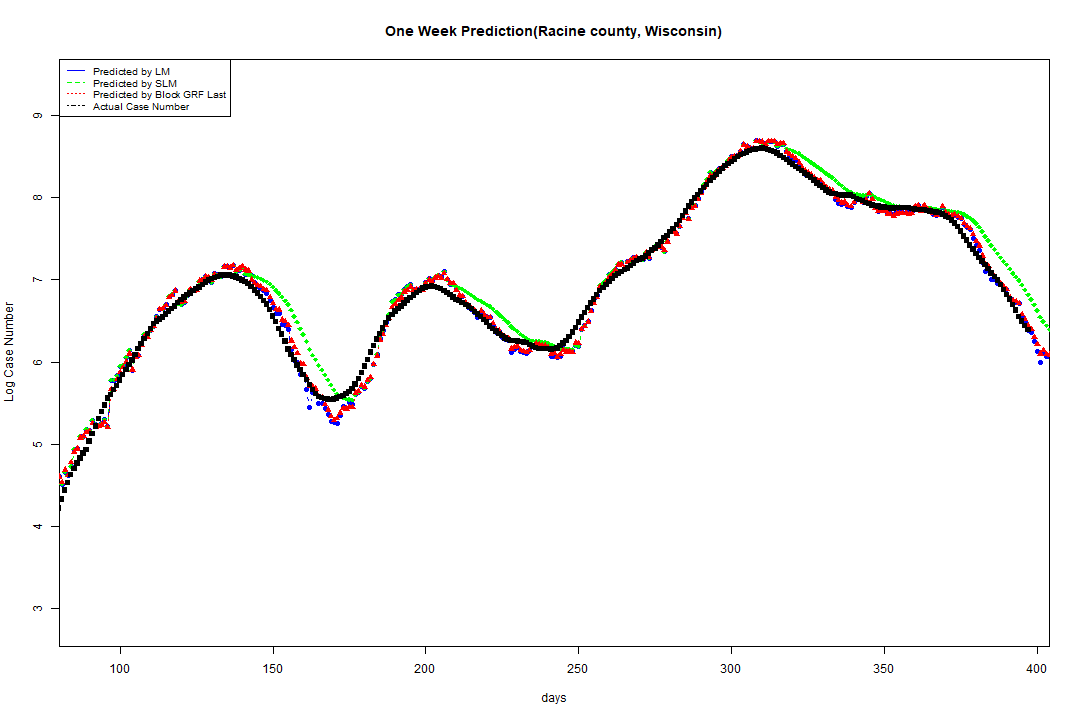 One Week Prediction(Racine county, Wisconsin)
Predicted by LM
Predicted by SLM
Predicted by Block GRF Last
Actual Case Number
9
8
7
6
5
4
3
Log Case Number
100 150 200 250 300 350 400
days